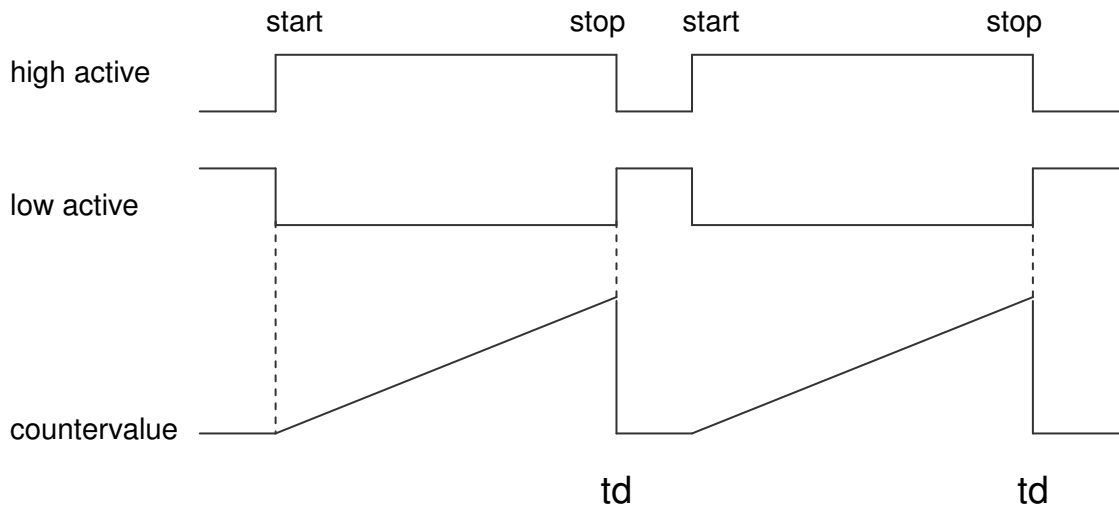 start stop start stop
high active
low active
countervalue
td td